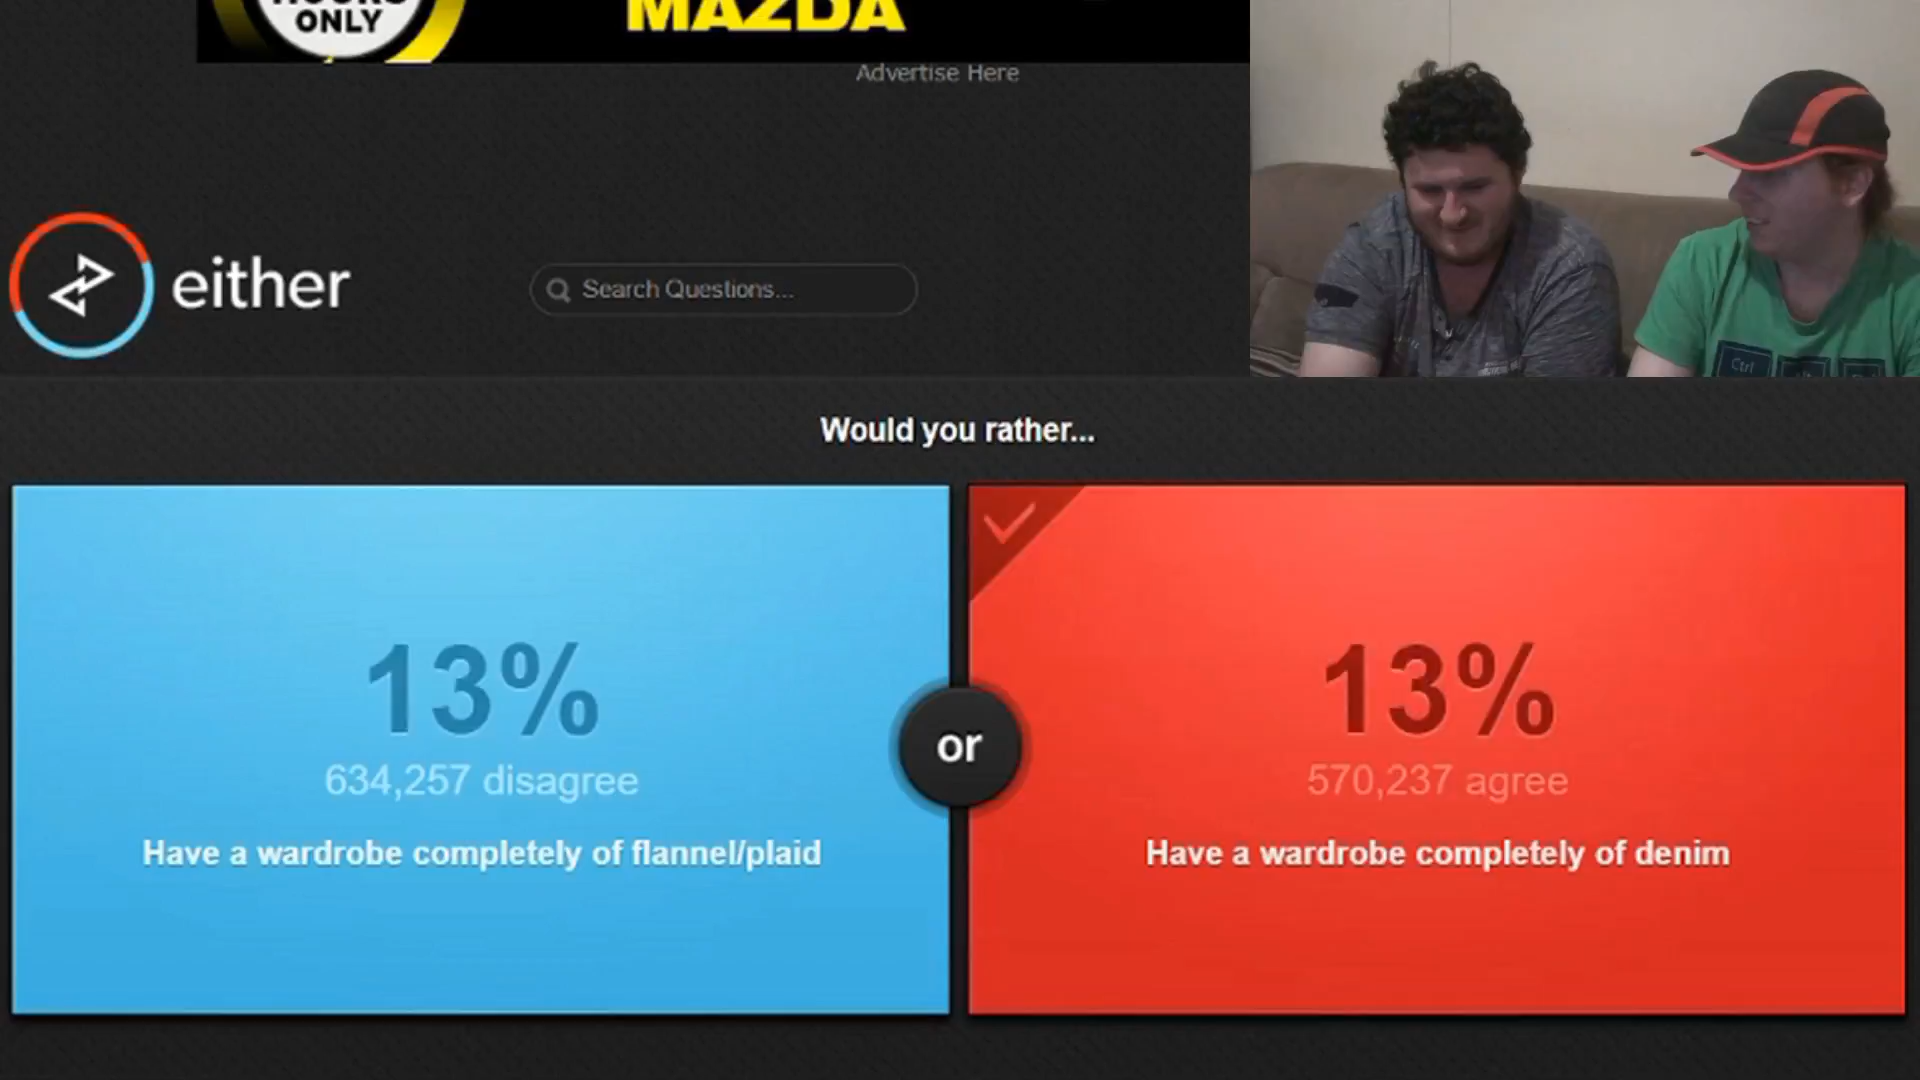 ONLY
MAZDA
Advertise Here
either
Search Questions...
Ctrl
Would you rather...
13%
634,257 disagree
Have a wardrobe completely of flannel/plaid
or
13%
570,237 agree
Have a wardrobe completely of denim